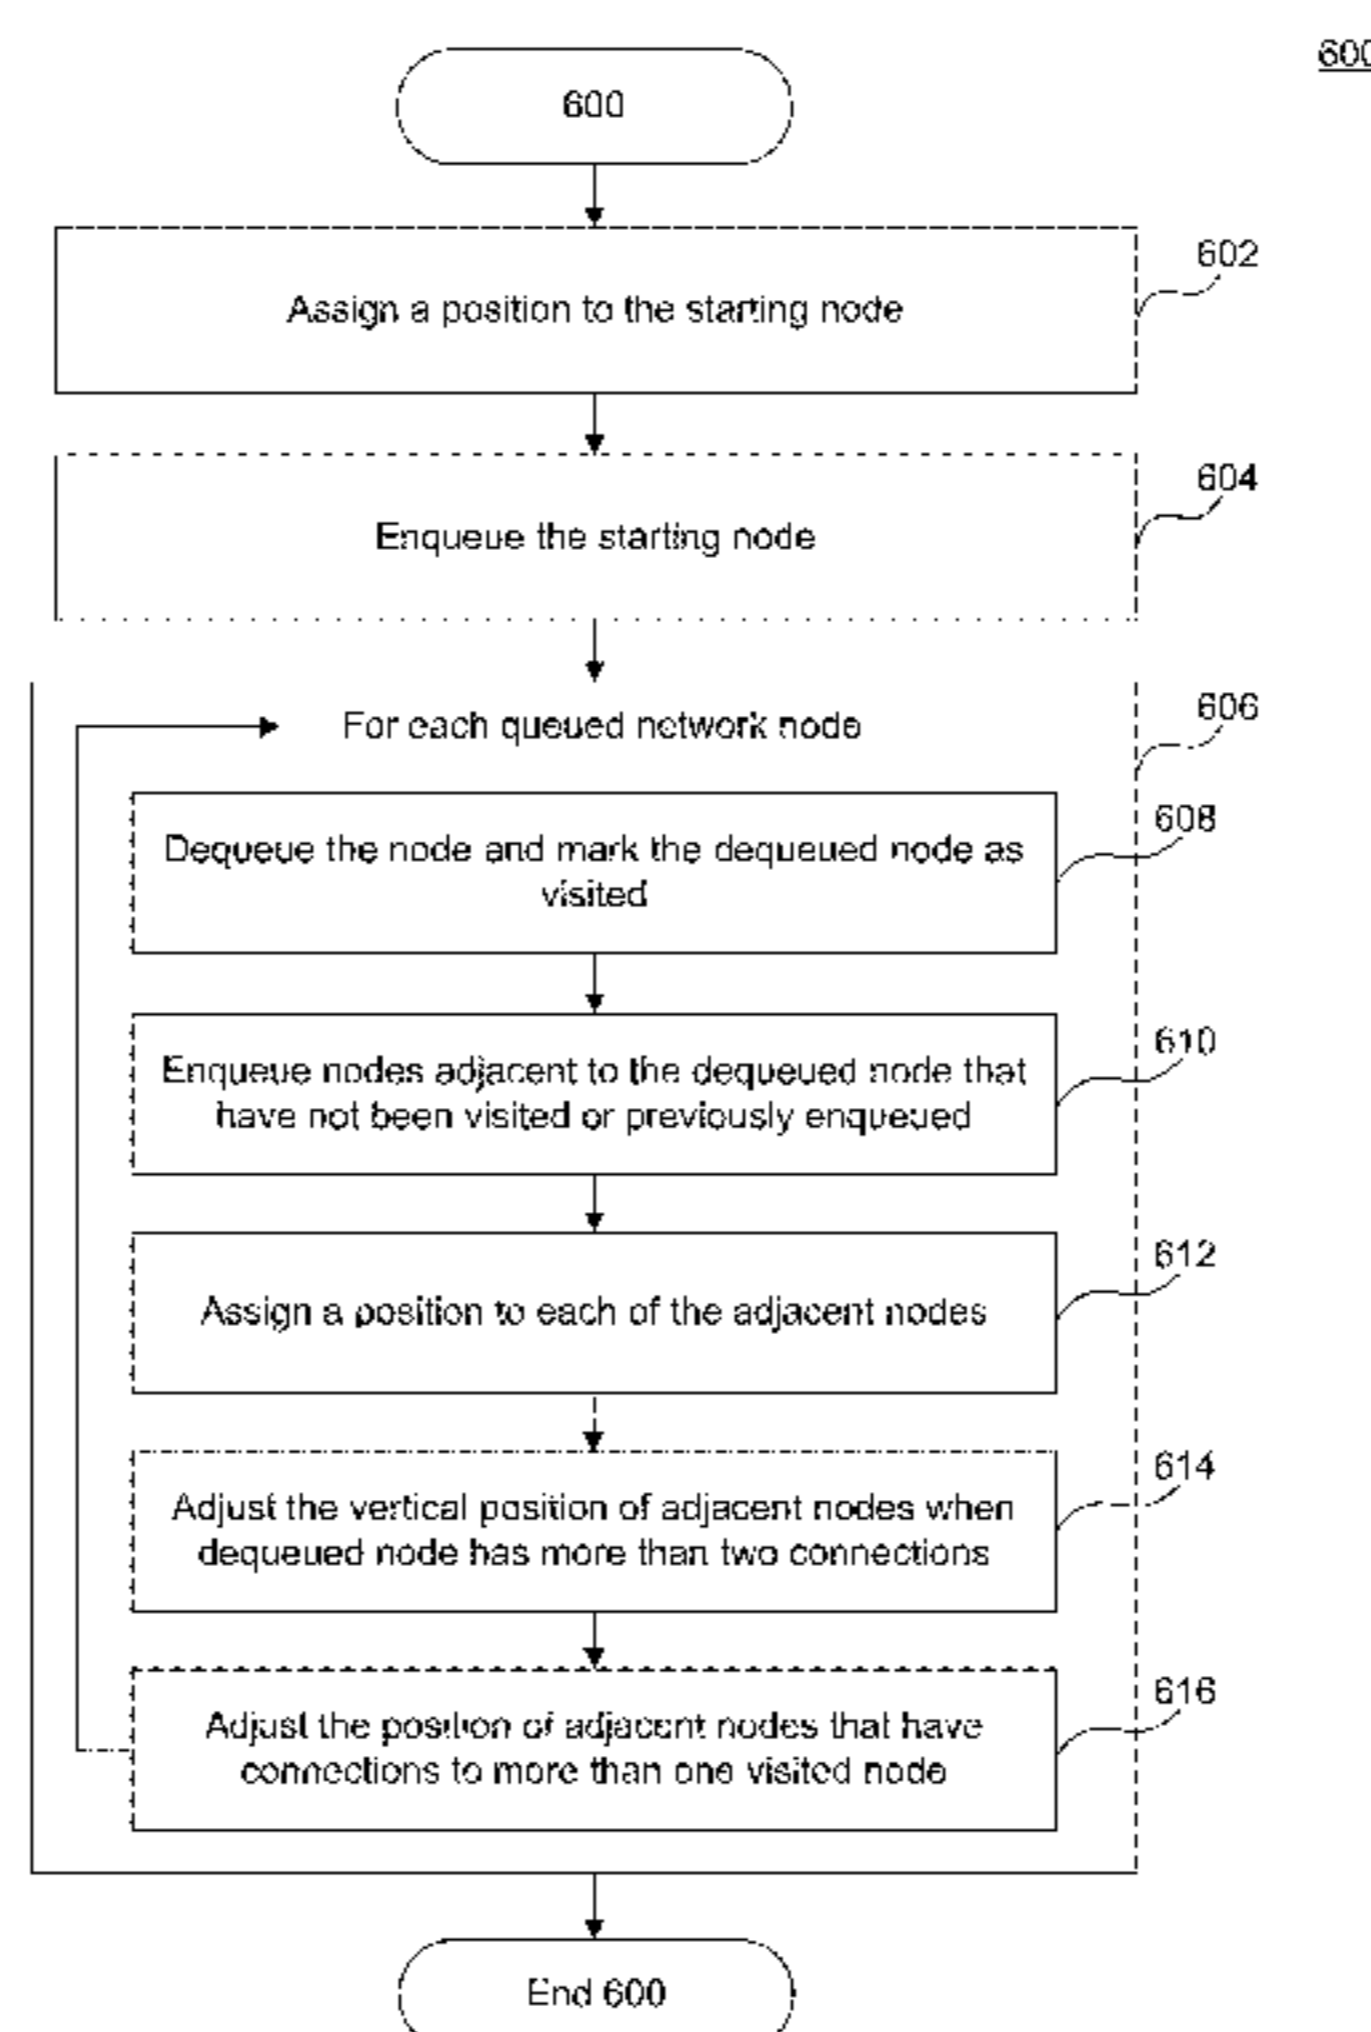 600
600
Assign a position to the starting node
602
Enqueue the starting node
604
For each queued network node
606
Dequeue the node and mark the dequeued node as
visited
608
Enqueue nodes adjacent to the dequeued node that
have not been visited or previously enqueued
610
Assign a position to each of the adjacent nodes
612
Adjust the vertical position of adjacent nodes when
dequeued node has more than two connections
614
Adjust the position of adjacent nodes that have
connections to more than one visited node
616
End 600